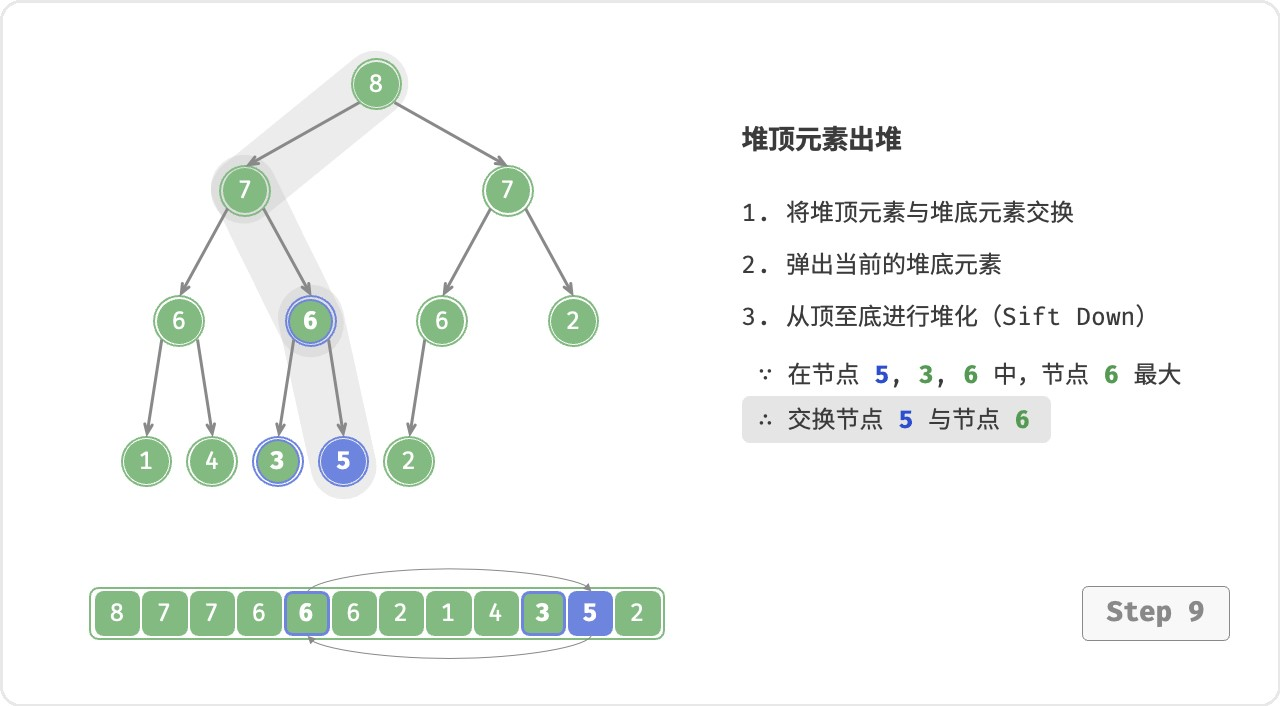 8
7 7
6 6 6 2
1 4 3 5 2
8 7 7 6 6 6 2 1 4 3 5 2
堆顶元素出堆
1. 将堆顶元素与堆底元素交换
2. 弹出当前的堆底元素
3. 从顶至底进行堆化（Sift Down）
∵ 在节点 5, 3, 6 中，节点 6 最大
∴ 交换节点 5 与节点 6
Step 9